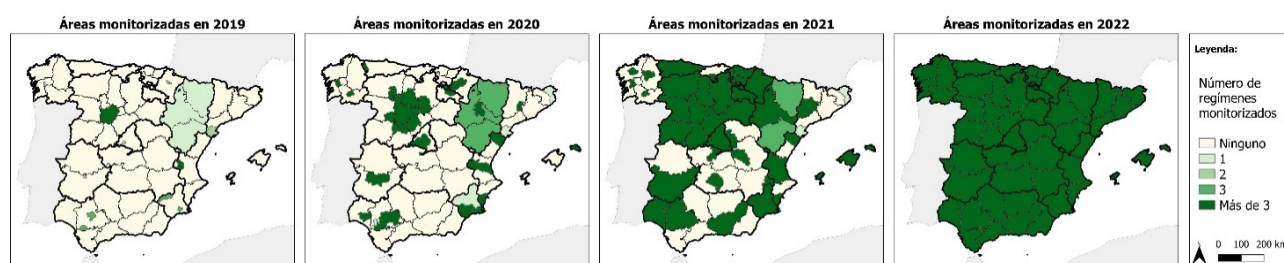 Áreas monitorizadas en 2019
Áreas monitorizadas en 2020
Áreas monitorizadas en 2021
Áreas monitorizadas en 2022
Leyenda:
Número de
regímenes
monitorizados
Ninguno
1
2
3
Más de 3
0 100 200 km